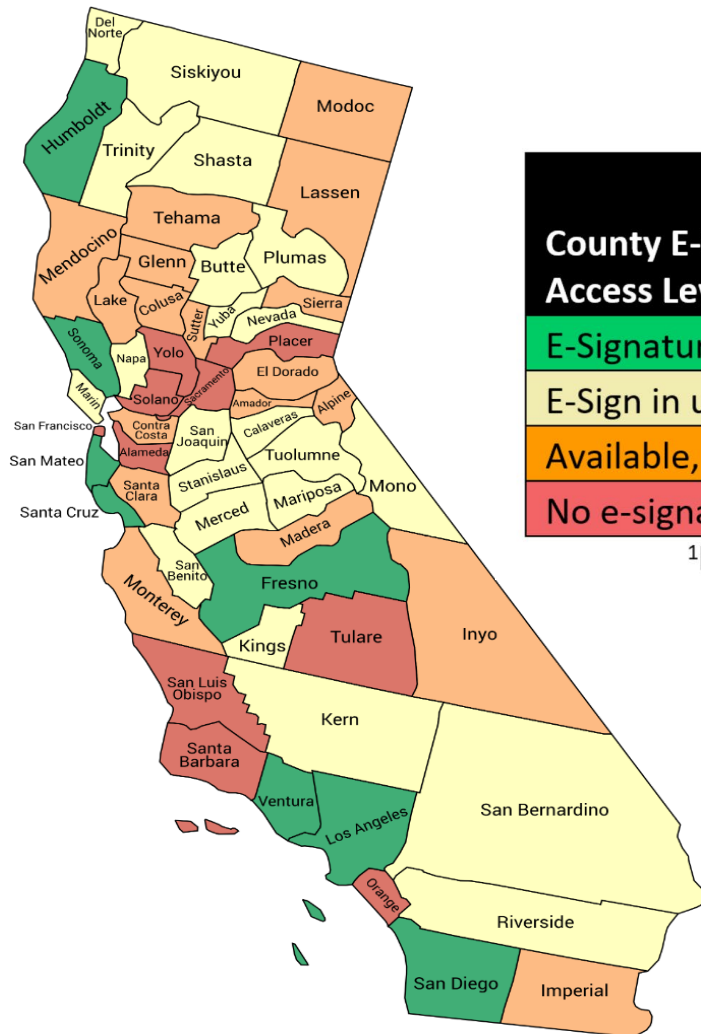 Del
Norte
Siskiyou
Modoc
Humboldt
Trinity
Shasta
Lassen
Tehama
Mendocino
Glenn
Butte
Plumas
Lake
Colusa
Sutter
Yuba
Sierra
Nevada
Sonoma
Napa
Yolo
Placer
Sacramento
El Dorado
Marin
Solano
Amador
Alpine
San Francisco
Contra
Costa
San
Joaquin
Calaveras
Alameda
Tuolumne
San Mateo
Santa
Clara
Stanislaus
Mono
Santa Cruz
Merced
Mariposa
Madera
San
Benito
Fresno
Monterey
Kings
Tulare
Inyo
San Luis
Obispo
Kern
Santa
Barbara
Ventura
Los Angeles
San Bernardino
Orange
Riverside
San Diego
Imperial
County E-
Access Lev
E-Signatur
E-Sign in u
Available,
No e-signa
1